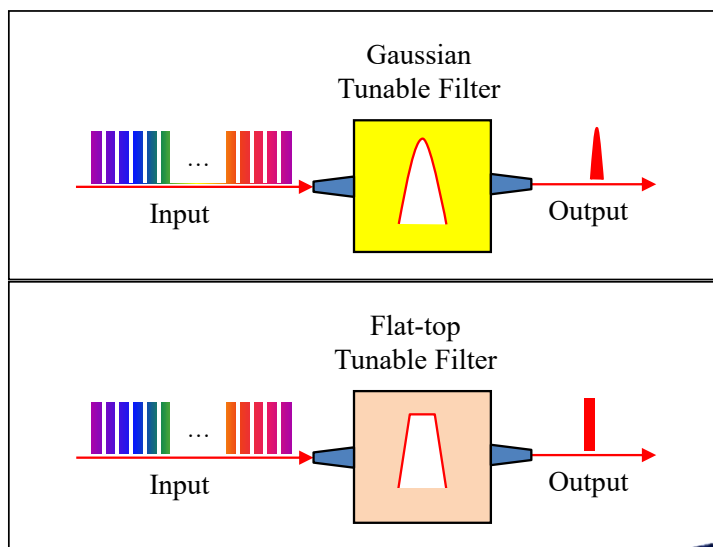 Gaussian
Tunable Filter
...
Input
Output
Flat-top
Tunable Filter
...
Input
Output